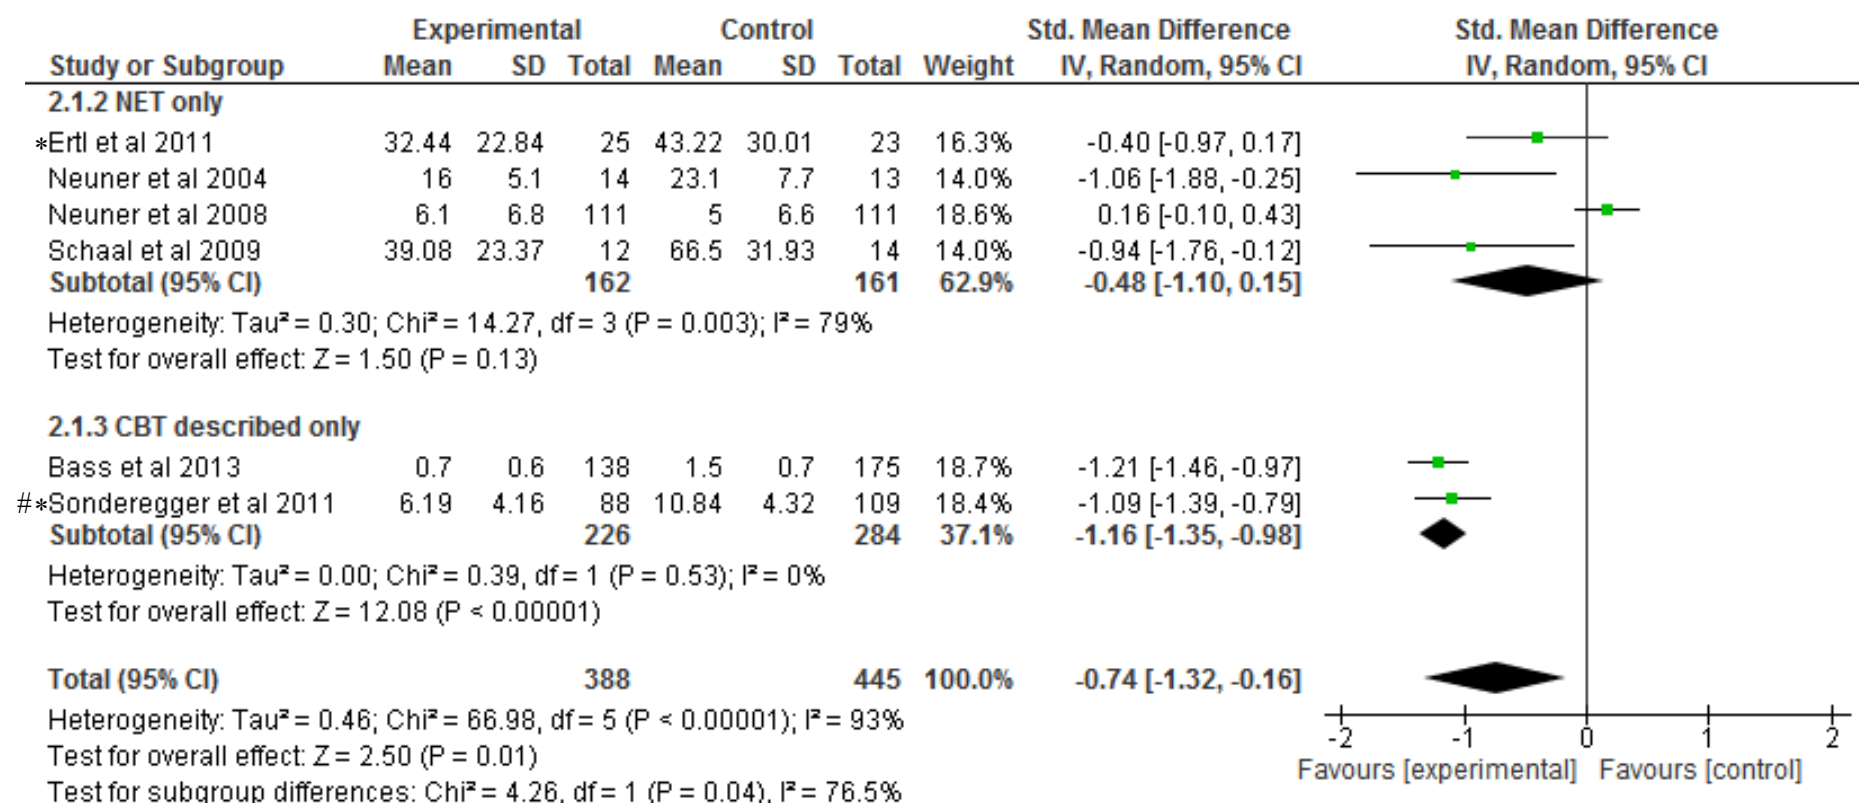 Experimental Control Std. Mean Difference Std. Mean Difference
Study or Subgroup Mean SD Total Mean SD Total Weight IV, Random, 95% CI IV, Random, 95% CI
2.1.2 NET only
*Ertl et al 2011 32.44 22.84 25 43.22 30.01 23 16.3% -0.40 [-0.97, 0.17]
Neuner et al 2004 16 5.1 14 23.1 7.7 13 14.0% -1.06 [-1.88, -0.25]
Neuner et al 2008 6.1 6.8 111 5 6.6 111 18.6% 0.16 [-0.10, 0.43]
Schaal et al 2009 39.08 23.37 12 66.5 31.93 14 14.0% -0.94 [-1.76, -0.12]
Subtotal (95% CI) 162 161 62.9% -0.48 [-1.10, 0.15]
Heterogeneity: Tau² = 0.30; Chi² = 14.27, df = 3 (P = 0.003); I² = 79%
Test for overall effect: Z = 1.50 (P = 0.13)
2.1.3 CBT described only
Bass et al 2013 0.7 0.6 138 1.5 0.7 175 18.7% -1.21 [-1.46, -0.97]
#*Sonderegger et al 2011 6.19 4.16 88 10.84 4.32 109 18.4% -1.09 [-1.39, -0.79]
Subtotal (95% CI) 226 284 37.1% -1.16 [-1.35, -0.98]
Heterogeneity: Tau² = 0.00; Chi² = 0.39, df = 1 (P = 0.53); I² = 0%
Test for overall effect: Z = 12.08 (P < 0.00001)
Total (95% CI) 388 445 100.0% -0.74 [-1.32, -0.16]
Heterogeneity: Tau² = 0.46; Chi² = 66.98, df = 5 (P < 0.00001); I² = 93%
Test for overall effect: Z = 2.50 (P = 0.01)
Test for subgroup differences: Chi² = 4.26, df = 1 (P = 0.04), I² = 76.5%
-2 -1 0 1 2
Favours [experimental] Favours [control]